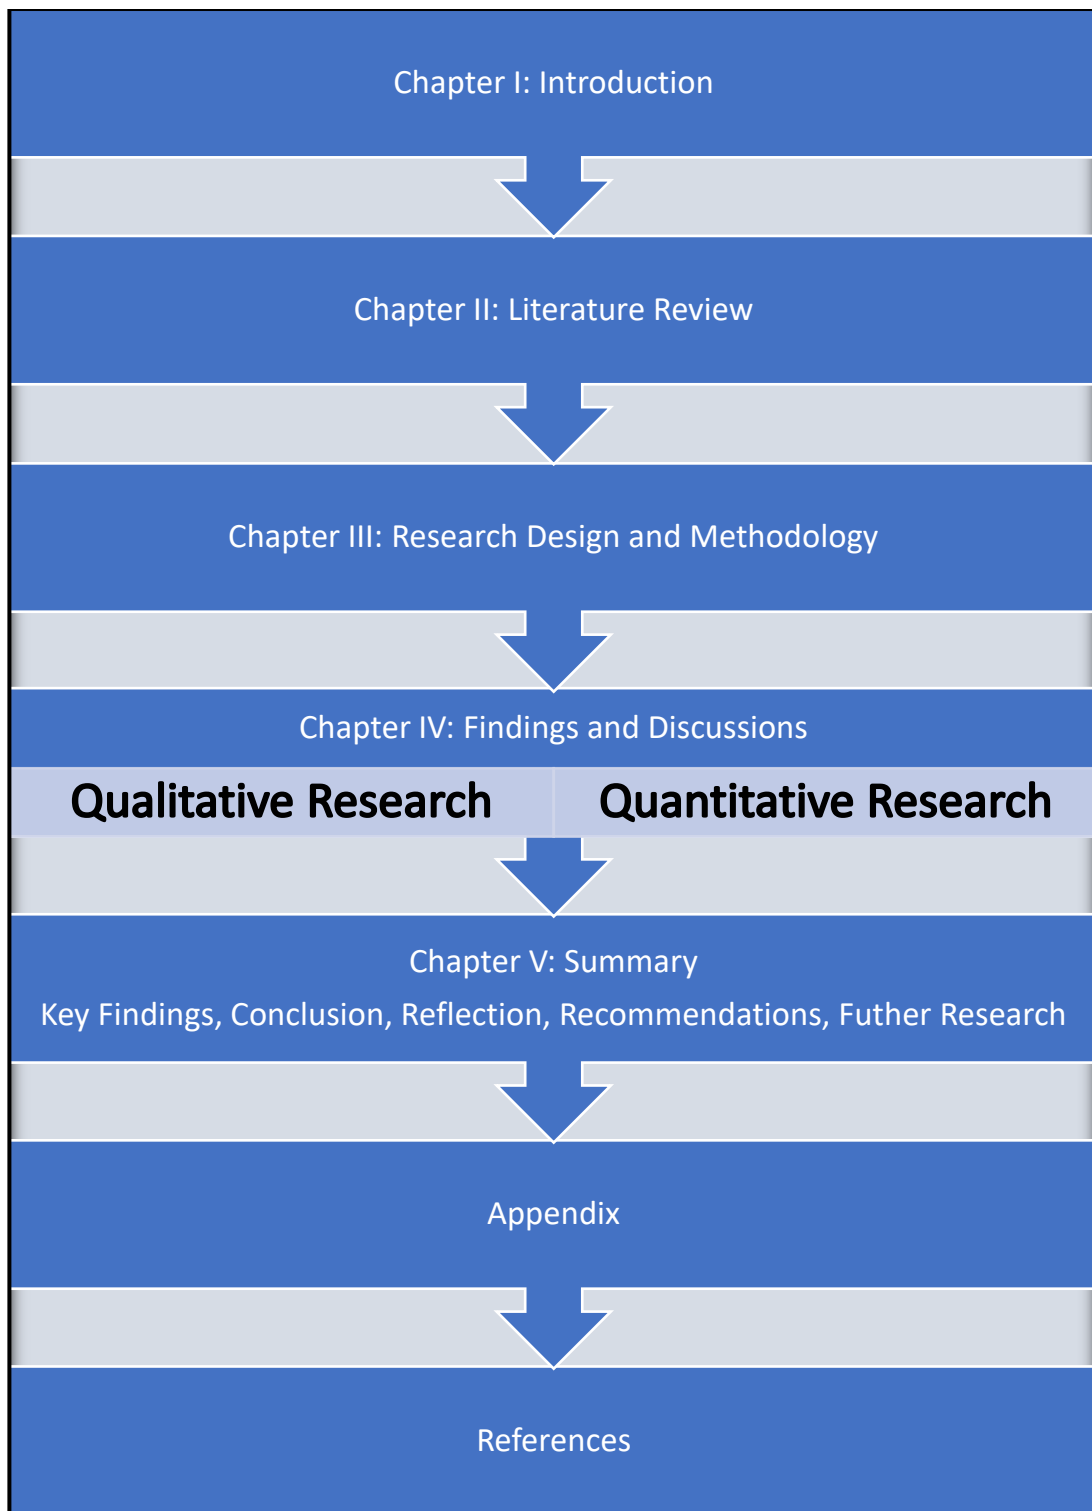 Chapter I: Introduction
Chapter II: Literature Review
Chapter III: Research Design and Methodology
Chapter IV: Findings and Discussions
Qualitative Research
Quantitative Research
Chapter V: Summary
Key Findings, Conclusion, Reflection, Recommendations, Futher Research
Appendix
References